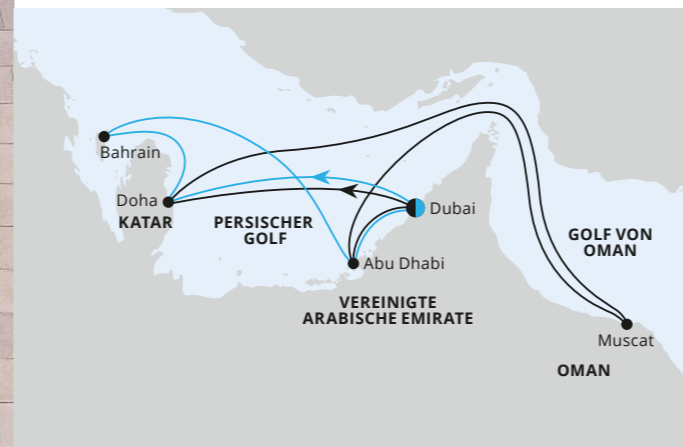 Bahrain
Doha
KATAR
PERSISCHER
GOLF
Dubai
Abu Dhabi
GOLF VON
OMAN
VEREINIGTE
ARABISCHE EMIRATE
Muscat
OMAN